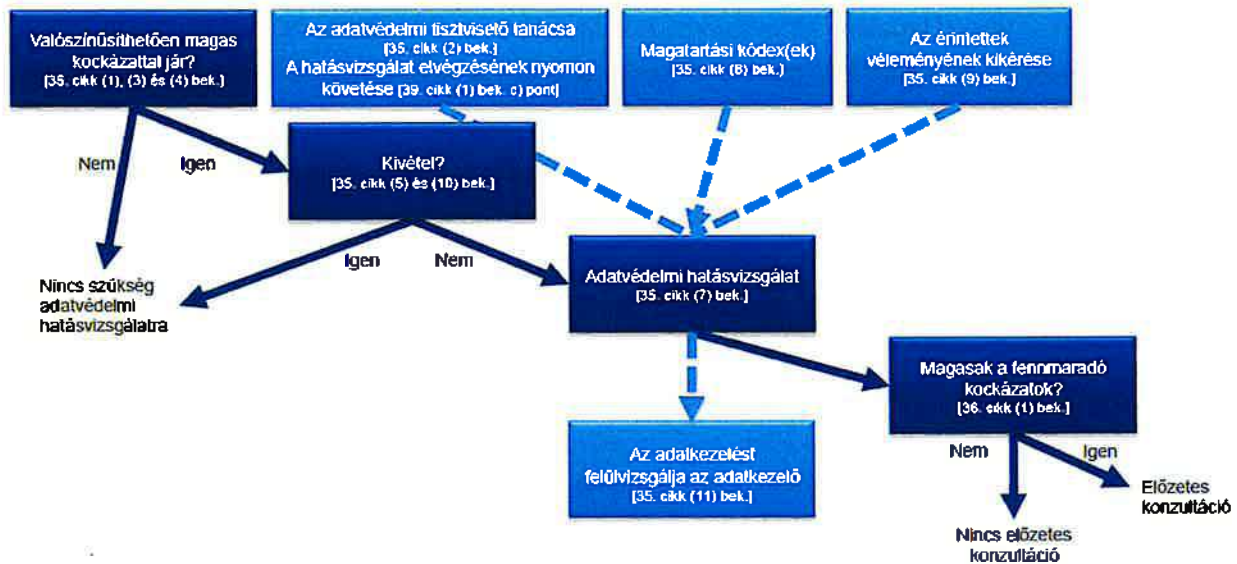 Valószínűsíthetően magas
kockázattal jár?
[35. cikk (1), (3) és (4) bek.]
Az adatvédelmi tisztviselő tanácsa
[35. cikk (2) bek.]
A hatásvizsgálat elvégzésének nyomon
követése [39. cikk (1) bek. c) pont]
Magatartási kódex(ek)
[35. cikk (8) bek.]
Az érintettek
véleményének kikérése
[35. cikk (9) bek.]
Nem
Igen
Kivétel?
[35. cikk (5) és (10) bek.]
Igen
Nem
Nincs szükség
adatvédelmi
hatásvizsgálatra
Adatvédelmi hatásvizsgálat
[35. cikk (7) bek.]
Magasak a fennmaradó
kockázatok?
[36. cikk (1) bek.]
Az adatkezelést
felülvizsgálja az adatkezelő
[35. cikk (11) bek.]
Nem
Igen
Előzetes
konzultáció
Nincs előzetes
konzultáció